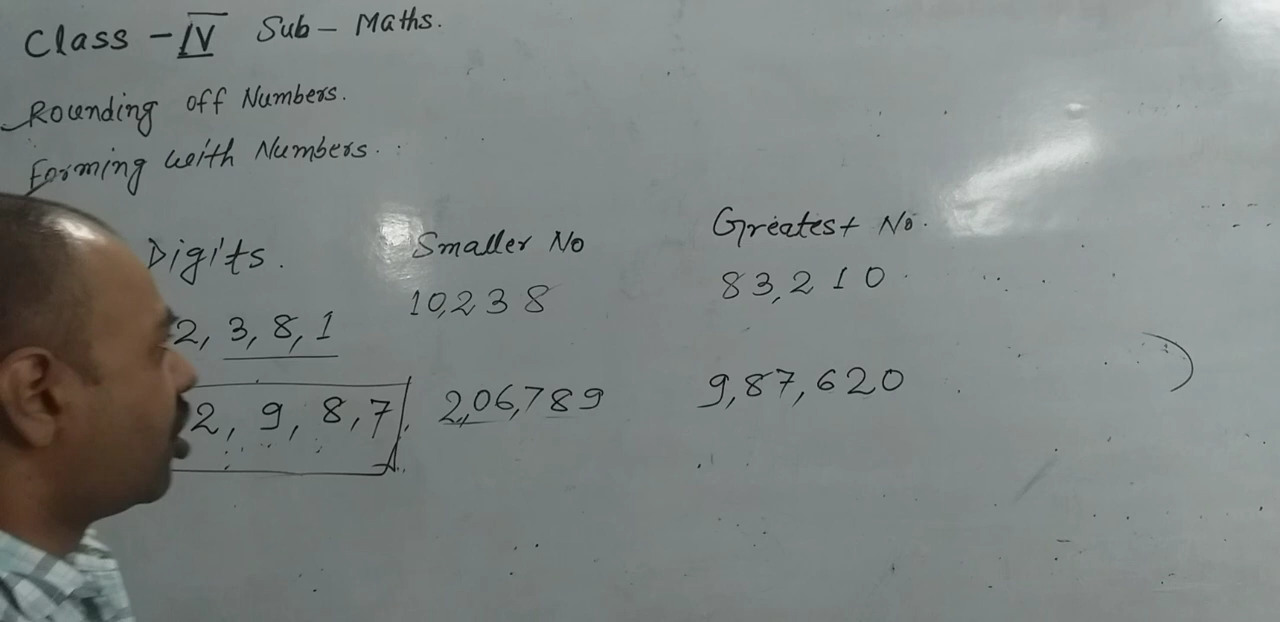 Class - IV Sub - Maths.
Rounding off Numbers.
Forming with Numbers.
Digits. Smaller No Greatest No.
2, 3, 8, 1 10,238 83,210
2, 9, 8, 7 2,06,789 9,87,620